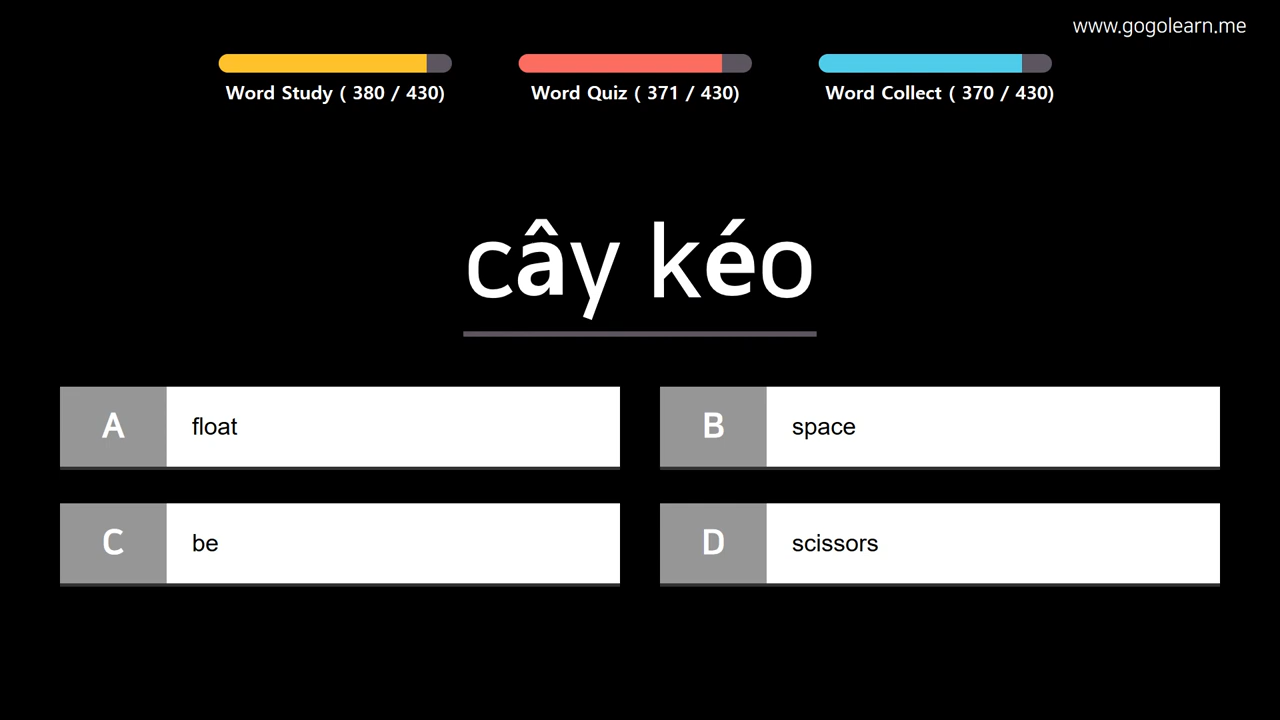 www.gogolearn.me
Word Study ( 380 / 430)
Word Quiz ( 371 / 430)
Word Collect ( 370 / 430)
cây kéo
A float
B space
C be
D scissors